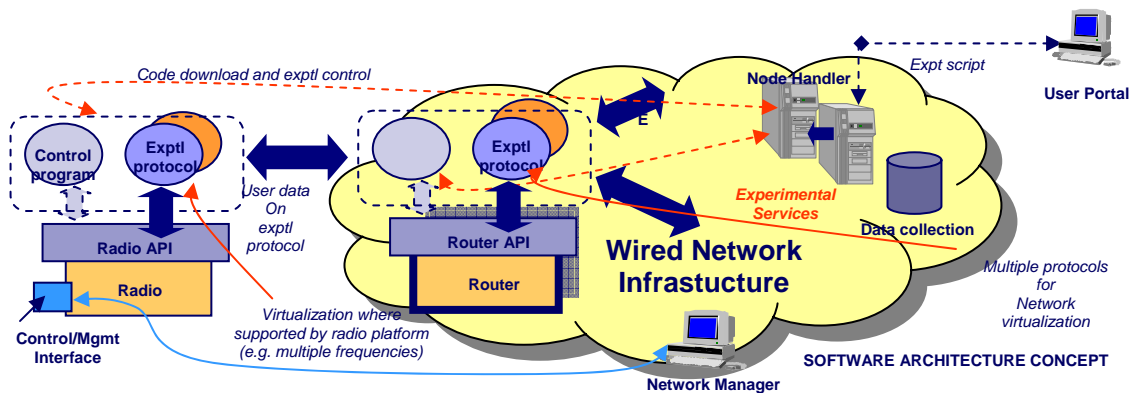 Code download and exptl control
Node Handler
Expt script
User Portal
E
Control
program
Exptl
protocol
Exptl
protocol
User data
On
exptl
protocol
Experimental
Services
Data collection
Radio API
Router API
Wired Network
Infrastucture
Radio
Router
Multiple protocols
for
Network
virtualization
Control/Mgmt
Interface
Virtualization where
supported by radio platform
(e.g. multiple frequencies)
SOFTWARE ARCHITECTURE CONCEPT
Network Manager